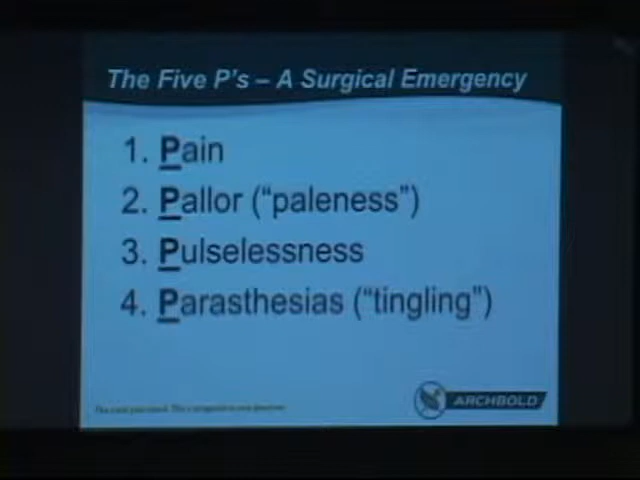 The Five P's – A Surgical Emergency
1. Pain
2. Pallor ("paleness")
3. Pulselessness
4. Parasthesias ("tingling")
ARCHBOLD